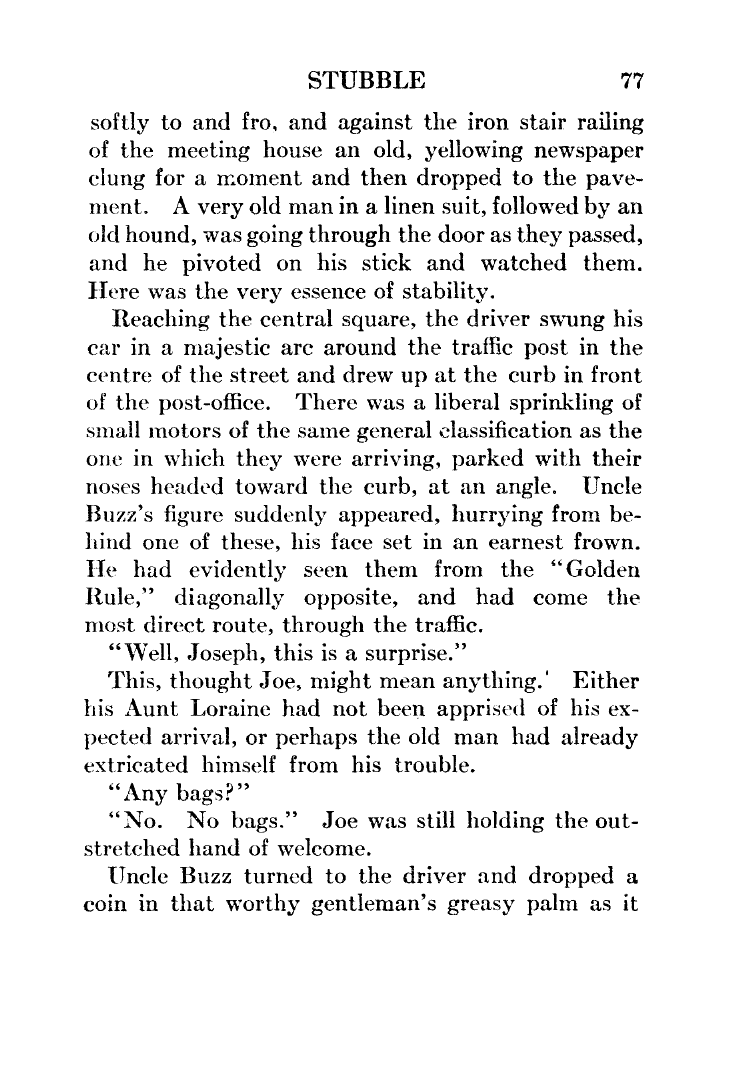 STUBBLE 77
softly to and fro, and against the iron stair railing
of the meeting house an old, yellowing newspaper
clung for a moment and then dropped to the pave-
ment. A very old man in a linen suit, followed by an
old hound, was going through the door as they passed,
and he pivoted on his stick and watched them.
Here was the very essence of stability.
Reaching the central square, the driver swung his
car in a majestic arc around the traffic post in the
centre of the street and drew up at the curb in front
of the post-office. There was a liberal sprinkling of
small motors of the same general classification as the
one in which they were arriving, parked with their
noses headed toward the curb, at an angle. Uncle
Buzz's figure suddenly appeared, hurrying from be-
hind one of these, his face set in an earnest frown.
He had evidently seen them from the "Golden
Rule," diagonally opposite, and had come the
most direct route, through the traffic.
"Well, Joseph, this is a surprise."
This, thought Joe, might mean anything.' Either
his Aunt Loraine had not been apprised of his ex-
pected arrival, or perhaps the old man had already
extricated himself from his trouble.
"Any bags?"
"No. No bags." Joe was still holding the out-
stretched hand of welcome.
Uncle Buzz turned to the driver and dropped a
coin in that worthy gentleman's greasy palm as it